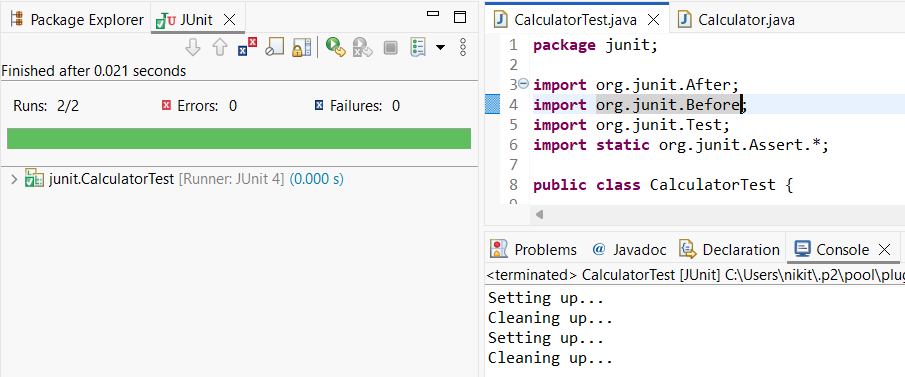 Package Explorer JUnit
Finished after 0.021 seconds
Runs: 2/2 Errors: 0 Failures: 0
junit.CalculatorTest [Runner: JUnit 4] (0.000 s)
CalculatorTest.java Calculator.java
1 package junit;
2
3 import org.junit.After;
4 import org.junit.Before;
5 import org.junit.Test;
6 import static org.junit.Assert.*;
7
8 public class CalculatorTest {
Problems @ Javadoc Declaration Console
<terminated> CalculatorTest [JUnit] C:\Users\nikit\.p2\pool\plug
Setting up...
Cleaning up...
Setting up...
Cleaning up...